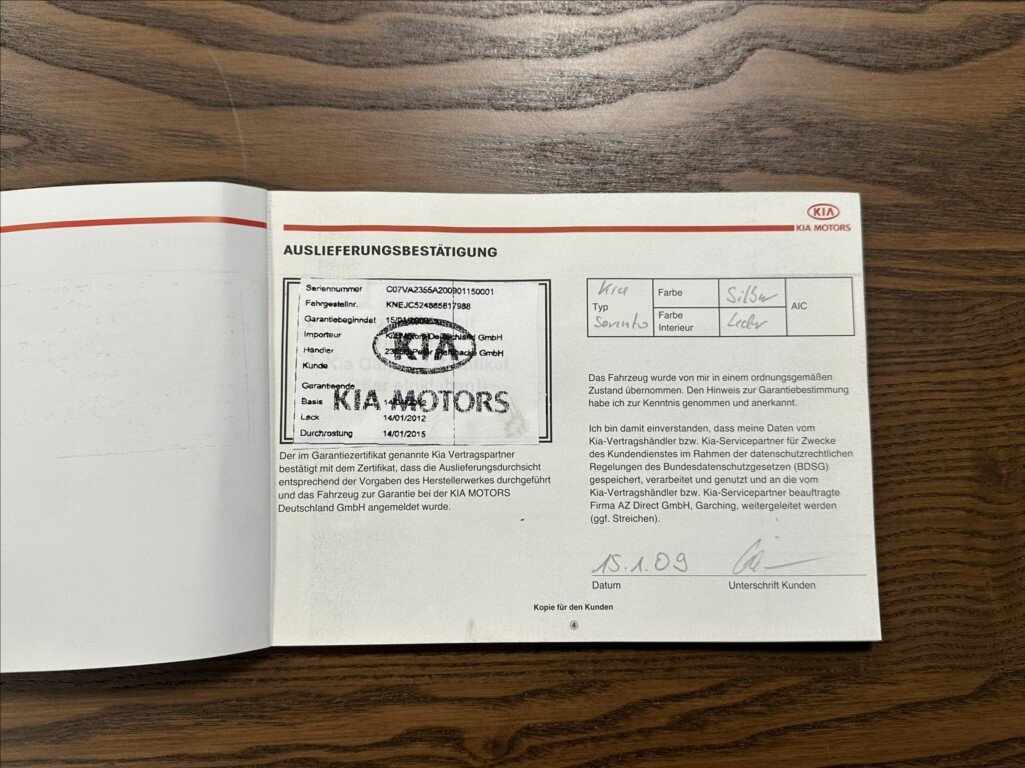 KIA
KIA MOTORS
AUSLIEFERUNGSBESTÄTIGUNG
Seriennummer C07VA2355A200901150001
Fahrgestellnr. KNEJC524885817988
Garantiebeginndat
Importeur GmbH
Händler GmbH
Kunde
Garantieende
Basis
Lack 14/01/2012
Durchrostung 14/01/2015
KIA
KIA MOTORS
Der im Garantiezertifikat genannte Kia Vertragspartner
bestätigt mit dem Zertifikat, dass die Auslieferungsdurchsicht
entsprechend der Vorgaben des Herstellerwerkes durchgeführt
und das Fahrzeug zur Garantie bei der KIA MOTORS
Deutschland GmbH angemeldet wurde.
Typ Kia Sorento
Farbe Silber
Farbe
Interieur Leder
AIC
Das Fahrzeug wurde von mir in einem ordnungsgemäßen
Zustand übernommen. Den Hinweis zur Garantiebestimmung
habe ich zur Kenntnis genommen und anerkannt.
Ich bin damit einverstanden, dass meine Daten vom
Kia-Vertragshändler bzw. Kia-Servicepartner für Zwecke
des Kundendienstes im Rahmen der datenschutzrechtlichen
Regelungen des Bundesdatenschutzgesetzen (BDSG)
gespeichert, verarbeitet und genutzt und an die vom
Kia-Vertragshändler bzw. Kia-Servicepartner beauftragte
Firma AZ Direct GmbH, Garching, weitergeleitet werden
(ggf. Streichen).
15.1.09
Datum Unterschrift Kunden
Kopie für den Kunden
4